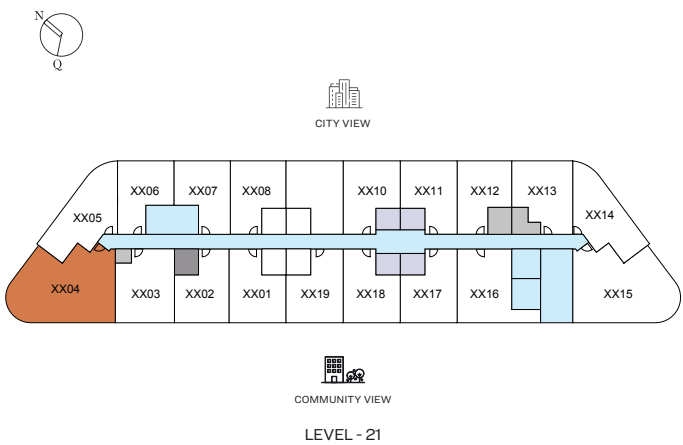 N
Q
CITY VIEW
XX06 XX07 XX08 XX10 XX11 XX12 XX13
XX05 XX14
XX04 XX03 XX02 XX01 XX19 XX18 XX17 XX16 XX15
COMMUNITY VIEW
LEVEL - 21